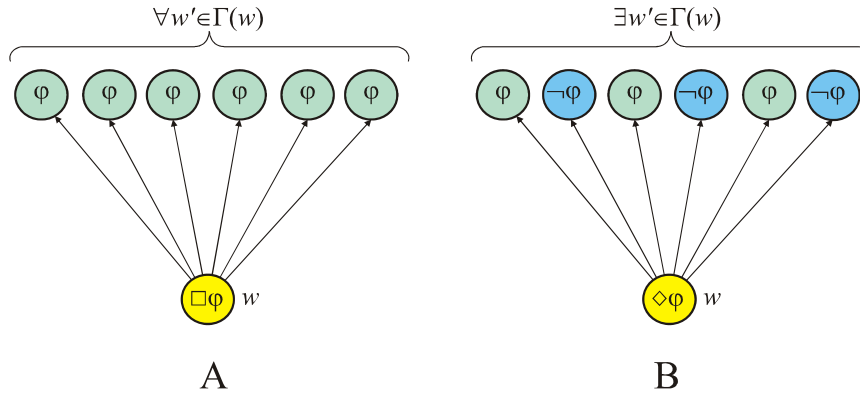 ∀w′∈Γ(w)
φ φ φ φ φ φ
□φ w
A
∃w′∈Γ(w)
φ ¬φ φ ¬φ φ ¬φ
◇φ w
B